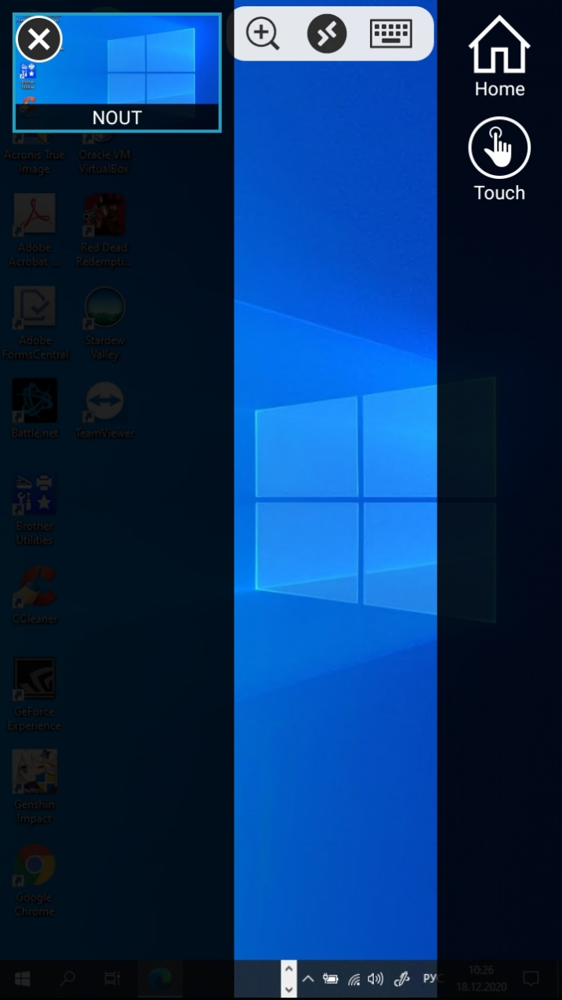 NOUT
Home
Touch
Acronis True
Image
Oracle VM
VirtualBox
Adobe
Acrobat ...
Red Dead
Redempti...
Adobe
FormsCentral
Stardew
Valley
Battle.net
TeamViewer
Brother
Utilities
CCleaner
GeForce
Experience
Genshin
Impact
Google
Chrome
РУС
10:26
18.12.2020